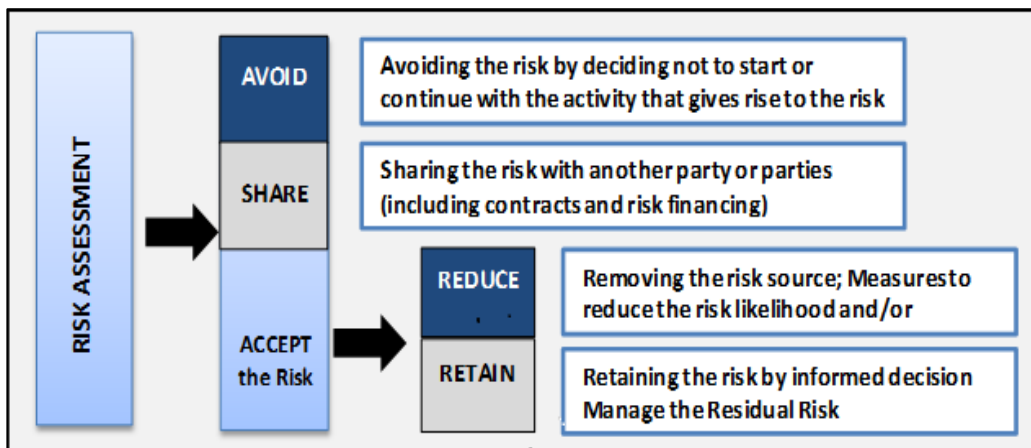 RISK ASSESSMENT
AVOID
Avoiding the risk by deciding not to start or
continue with the activity that gives rise to the risk
SHARE
Sharing the risk with another party or parties
(including contracts and risk financing)
ACCEPT
the Risk
REDUCE
Removing the risk source; Measures to
reduce the risk likelihood and/or
RETAIN
Retaining the risk by informed decision
Manage the Residual Risk